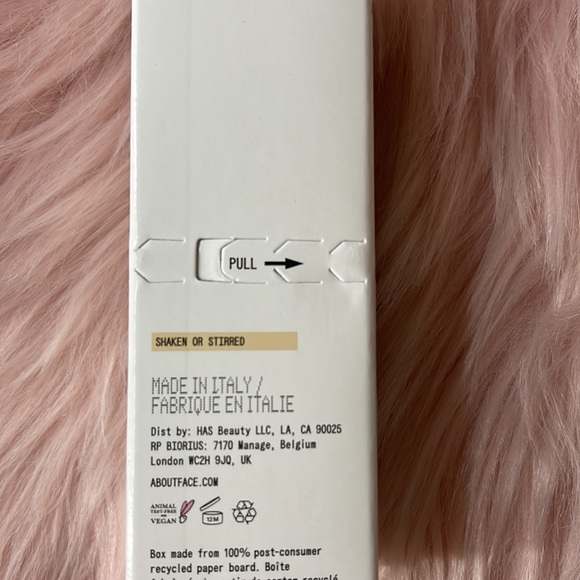 PULL
SHAKEN OR STIRRED
MADE IN ITALY /
FABRIQUE EN ITALIE
Dist by: HAS Beauty LLC, LA, CA 90025
RP BIORIUS: 7170 Manage, Belgium
London WC2H 9JQ, UK
ABOUTFACE.COM
ANIMAL
TEST-FREE
VEGAN
12M
Box made from 100% post-consumer
recycled paper board. Boîte